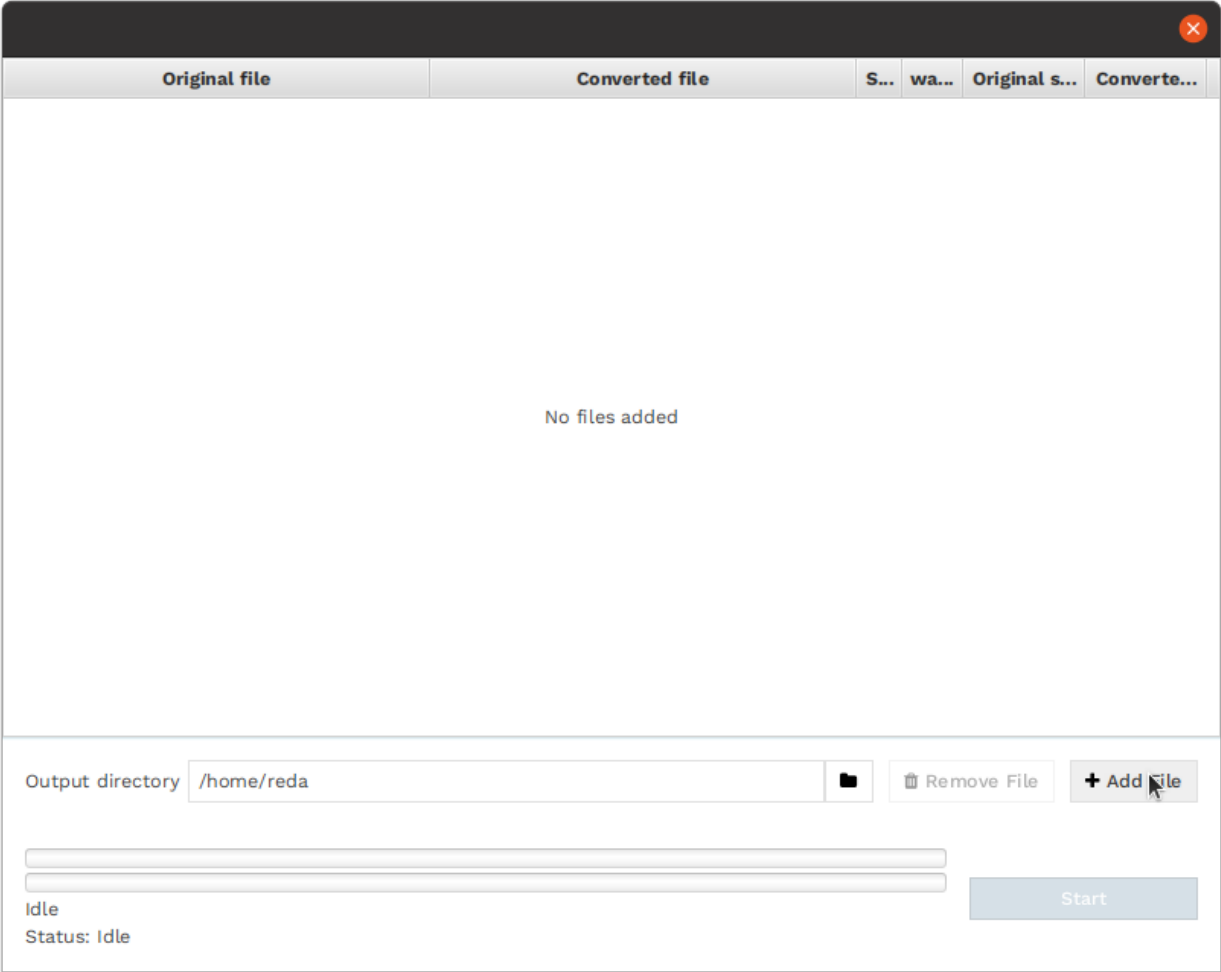 Original file Converted file S... wa... Original s... Converte...
No files added
Output directory /home/reda Remove File Add File
Start
Idle
Status: Idle